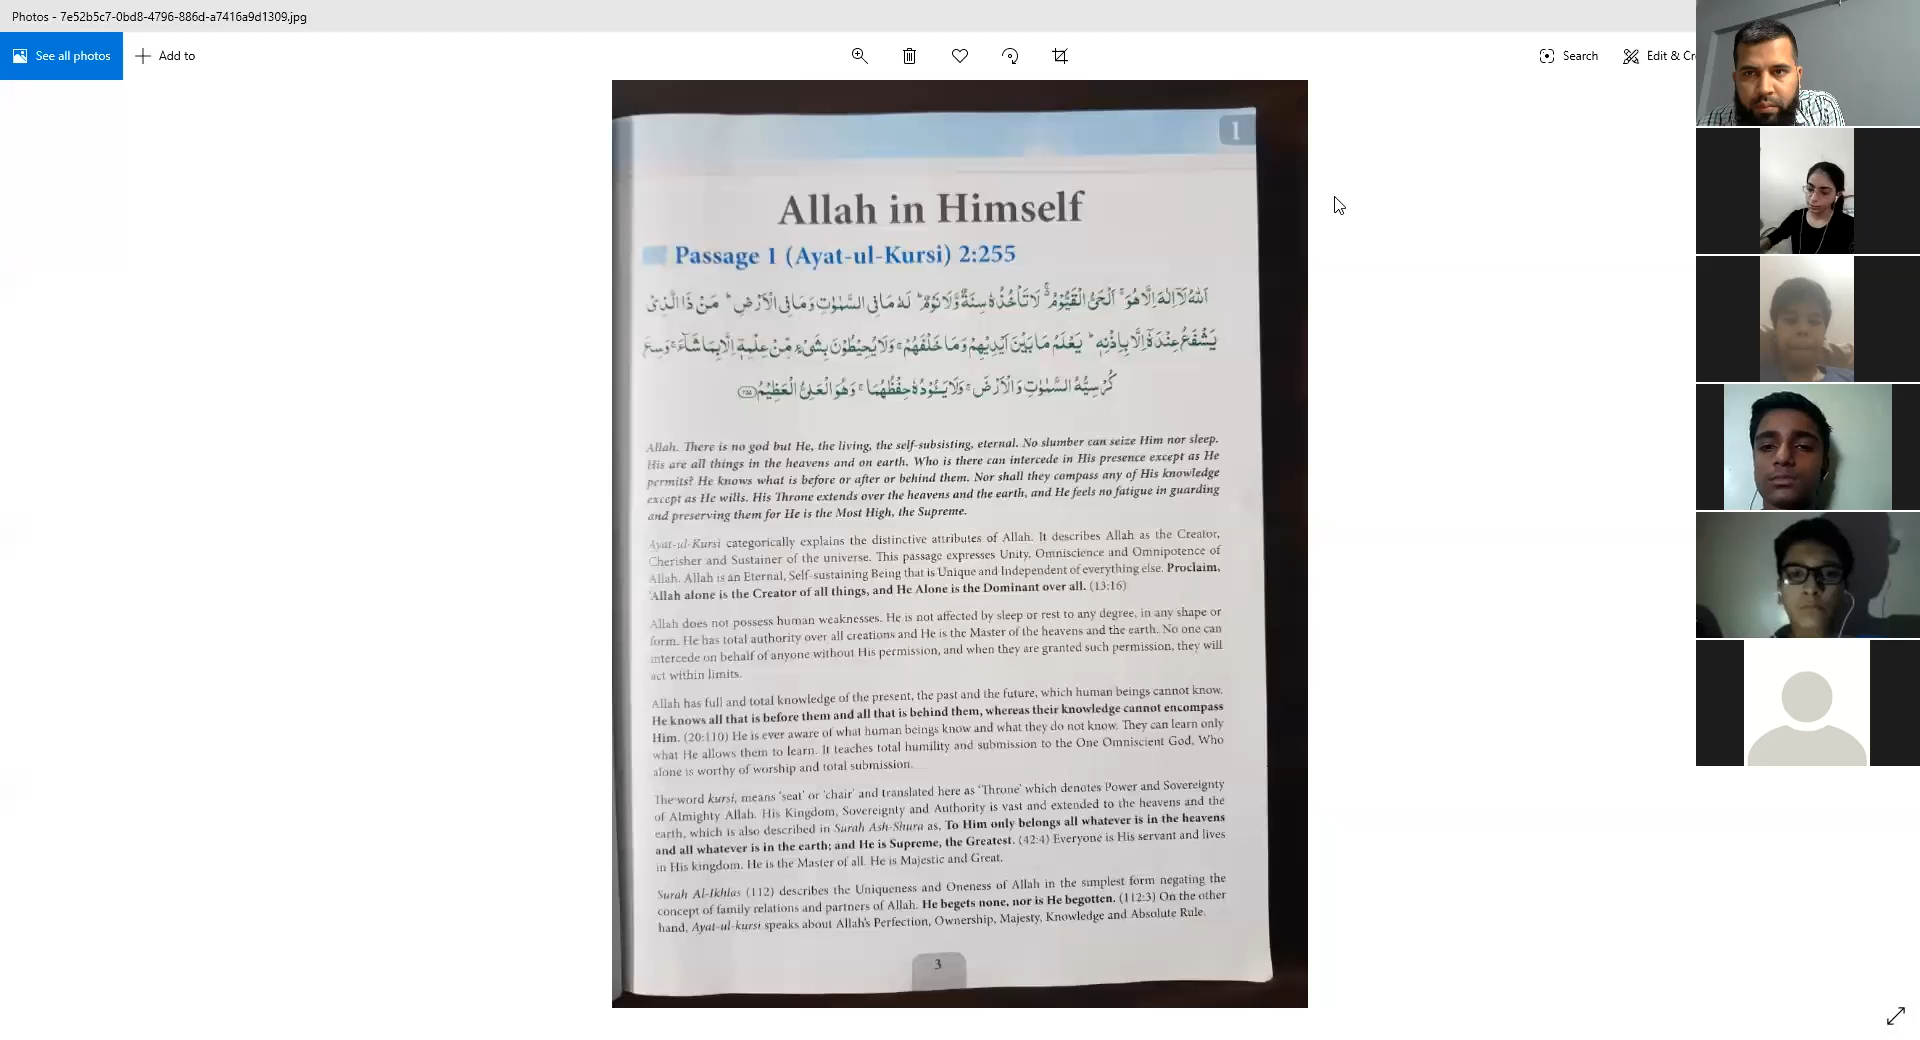 Photos - 7e52b5c7-0bd8-4796-886d-a7416a9d1309.jpg
See all photos
Add to
Search
Edit & Cr
1
Allah in Himself
Passage 1 (Ayat-ul-Kursi) 2:255
اَللّٰهُ لَاۤ اِلٰهَ اِلَّا هُوَ ۚ اَلْحَیُّ الْقَیُّوْمُ ۚ۬ لَا تَاْخُذُهٗ سِنَةٌ وَّلَا نَوْمٌ ؕ لَهٗ مَا فِی السَّمٰوٰتِ وَمَا فِی الْاَرْضِ ؕ مَنْ ذَا الَّذِیْ
یَشْفَعُ عِنْدَهٗۤ اِلَّا بِاِذْنِهٖ ؕ یَعْلَمُ مَا بَیْنَ اَیْدِیْهِمْ وَمَا خَلْفَهُمْ ۚ وَلَا یُحِیْطُوْنَ بِشَیْءٍ مِّنْ عِلْمِهٖۤ اِلَّا بِمَا شَآءَ ۚ وَسِعَ
كُرْسِیُّهُ السَّمٰوٰتِ وَالْاَرْضَ ۚ وَلَا یَـُٔوْدُهٗ حِفْظُهُمَا ۚ وَهُوَ الْعَلِیُّ الْعَظِیْمُ ﴿۲۵۵﴾
Allah. There is no god but He, the living, the self-subsisting, eternal. No slumber can seize Him nor sleep.
His are all things in the heavens and on earth. Who is there can intercede in His presence except as He
permits? He knows what is before or after or behind them. Nor shall they compass any of His knowledge
except as He wills. His Throne extends over the heavens and the earth, and He feels no fatigue in guarding
and preserving them for He is the Most High, the Supreme.
Ayat-ul-Kursi categorically explains the distinctive attributes of Allah. It describes Allah as the Creator,
Cherisher and Sustainer of the universe. This passage expresses Unity, Omniscience and Omnipotence of
Allah. Allah is an Eternal, Self-sustaining Being that is Unique and Independent of everything else. Proclaim,
'Allah alone is the Creator of all things, and He Alone is the Dominant over all. (13:16)
Allah does not possess human weaknesses. He is not affected by sleep or rest to any degree, in any shape or
form. He has total authority over all creations and He is the Master of the heavens and the earth. No one can
intercede on behalf of anyone without His permission, and when they are granted such permission, they will
act within limits.
Allah has full and total knowledge of the present, the past and the future, which human beings cannot know.
He knows all that is before them and all that is behind them, whereas their knowledge cannot encompass
Him. (20:110) He is ever aware of what human beings know and what they do not know. They can learn only
what He allows them to learn. It teaches total humility and submission to the One Omniscient God, Who
alone is worthy of worship and total submission.
The word kursi, means 'seat' or 'chair' and translated here as 'Throne' which denotes Power and Sovereignty
of Almighty Allah. His Kingdom, Sovereignty and Authority is vast and extended to the heavens and the
earth, which is also described in Surah Ash-Shura as, To Him only belongs all whatever is in the heavens
and all whatever is in the earth; and He is Supreme, the Greatest. (42:4) Everyone is His servant and lives
in His kingdom. He is the Master of all. He is Majestic and Great.
Surah Al-Ikhlas (112) describes the Uniqueness and Oneness of Allah in the simplest form negating the
concept of family relations and partners of Allah. He begets none, nor is He begotten. (112:3) On the other
hand, Ayat-ul-kursi speaks about Allah's Perfection, Ownership, Majesty, Knowledge and Absolute Rule.
3